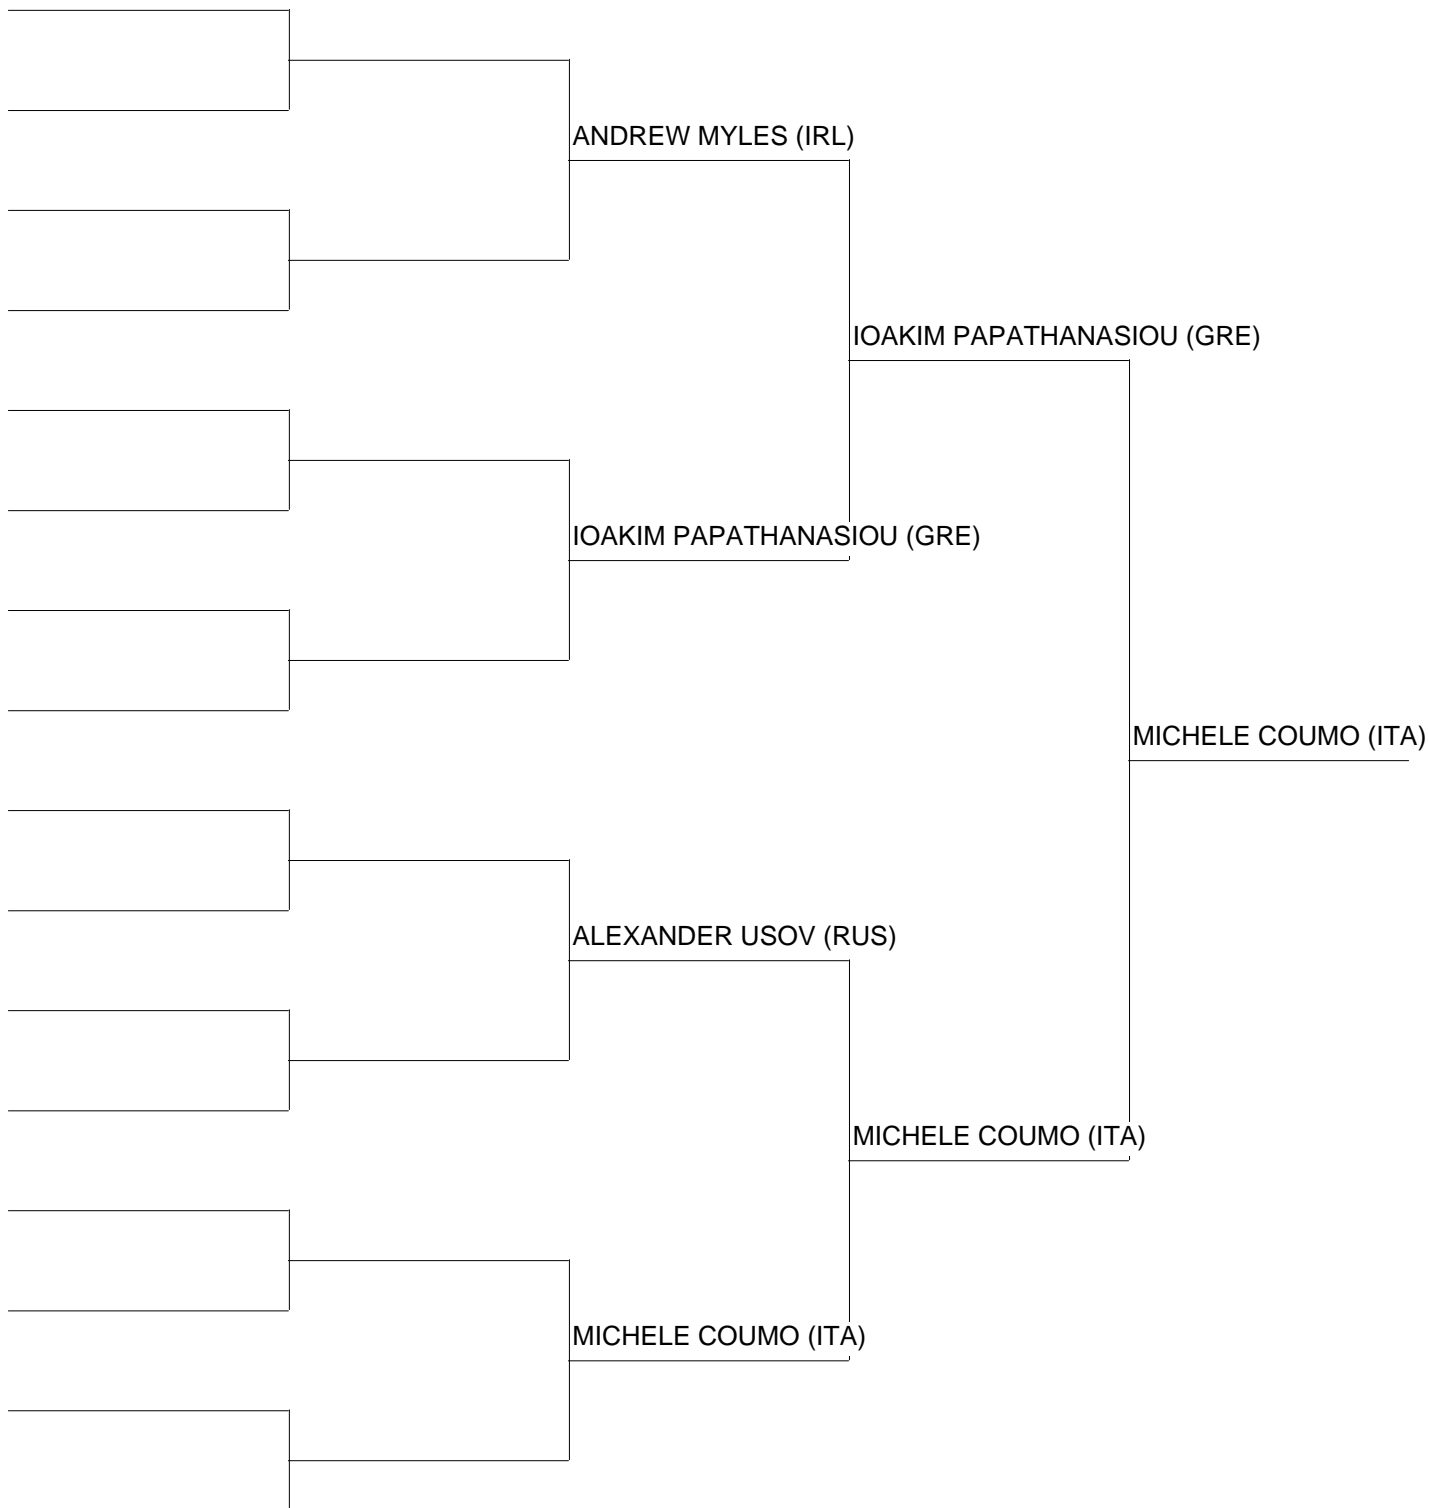 ANDREW MYLES (IRL)
IOAKIM PAPATHANASIOU (GRE)
IOAKIM PAPATHANASIOU (GRE)
MICHELE COUMO (ITA)
ALEXANDER USOV (RUS)
MICHELE COUMO (ITA)
MICHELE COUMO (ITA)